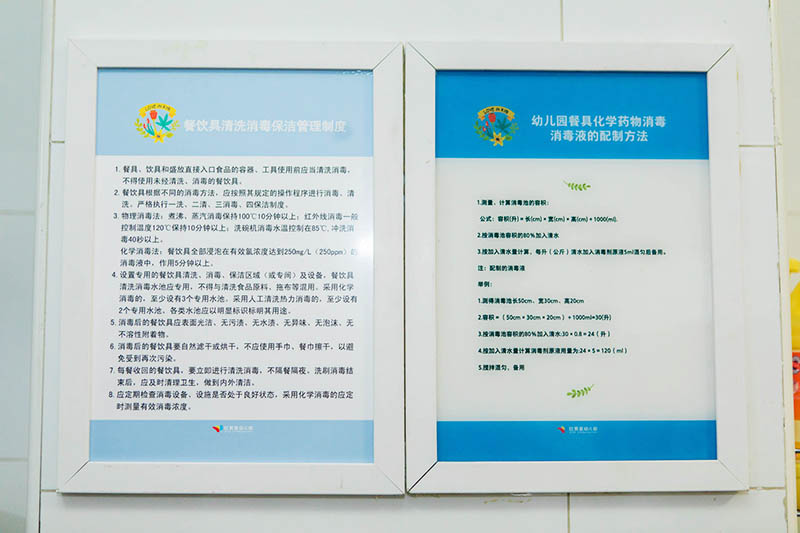 餐饮具清洗消毒保洁管理制度
1. 餐具、饮具和盛放直接入口食品的容器、工具使用前应当清洗消毒，
不得使用未经清洗、消毒的餐饮具。
2. 餐饮具根据不同的消毒方法，应按照其规定的操作程序进行消毒、清
洗。严格执行一洗、二清、三消毒、四保洁制度。
3. 物理消毒法：煮沸、蒸汽消毒保持100℃10分钟以上；红外线消毒一般
控制温度120℃保持10分钟以上；洗碗机消毒水温控制在85℃，冲洗消
毒40秒以上。
化学消毒法：餐饮具全部浸泡在有效氯浓度达到250mg/L（250ppm）的
消毒液中，作用5分钟以上。
4. 设置专用的餐饮具清洗、消毒、保洁区域（或专间）及设备，餐饮具
清洗消毒水池应专用，不得与清洗食品原料、拖布等混用。采用化学
消毒的，至少设有3个专用水池。采用人工清洗热力消毒的，至少设有
2个专用水池。各类水池应以明显标识标明其用途。
5. 消毒后的餐饮具应表面光洁、无污渍、无水渍、无异味、无泡沫、无
不溶性附着物。
6. 消毒后的餐饮具要自然滤干或烘干，不应使用手巾、餐巾擦干，以避
免受到再次污染。
7. 每餐收回的餐饮具，要立即进行清洗消毒，不隔餐隔夜。洗刷消毒结
束后，应及时清理卫生，做到内外清洁。
8. 应定期检查消毒设备、设施是否处于良好状态，采用化学消毒的应定
时测量有效消毒浓度。
幼儿园餐具化学药物消毒
消毒液的配制方法
1.测量、计算消毒池的容积：
公式：容积(升)=长(cm)×宽(cm)×高(cm)÷1000(ml).
2.按消毒池容积的80%加入清水
3.按加入清水量计算，每升（公斤）清水加入消毒剂原液5ml混匀后备用。
注：配制的消毒液
举例：
1.测得消毒池长50cm、宽30cm、高20cm
2.容积=（50cm×30cm×20cm）÷1000ml=30(升)
3.按消毒池容积的80%加入清水:30×0.8=24（升）
4.按加入清水量计算消毒剂原液用量为:24×5=120（ml）
5.搅拌混匀、备用